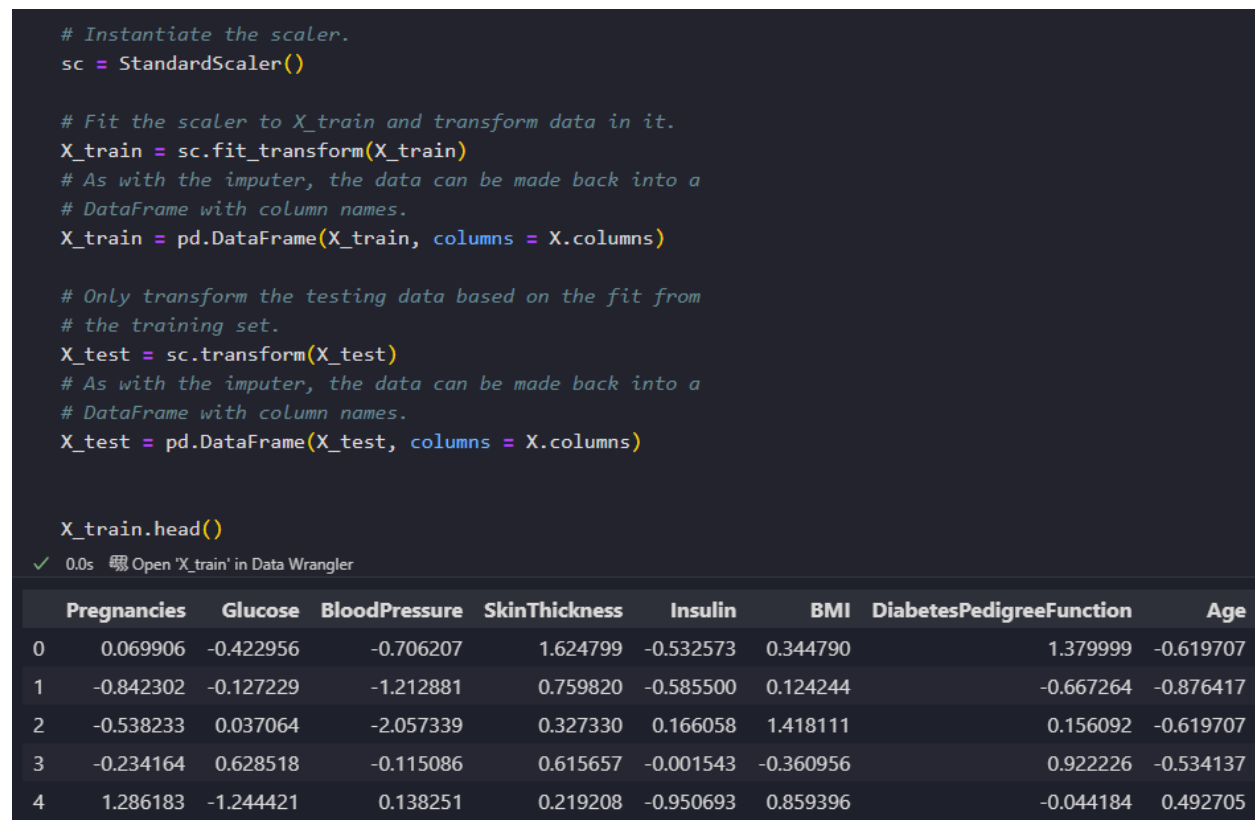 # Instantiate the scaler.
sc = StandardScaler()
# Fit the scaler to X_train and transform data in it.
X_train = sc.fit_transform(X_train)
# As with the imputer, the data can be made back into a
# DataFrame with column names.
X_train = pd.DataFrame(X_train, columns = X.columns)
# Only transform the testing data based on the fit from
# the training set.
X_test = sc.transform(X_test)
# As with the imputer, the data can be made back into a
# DataFrame with column names.
X_test = pd.DataFrame(X_test, columns = X.columns)
X_train.head()
✓ 0.0s Open 'X_train' in Data Wrangler
Pregnancies Glucose BloodPressure SkinThickness Insulin BMI DiabetesPedigreeFunction Age
0 0.069906 -0.422956 -0.706207 1.624799 -0.532573 0.344790 1.379999 -0.619707
1 -0.842302 -0.127229 -1.212881 0.759820 -0.585500 0.124244 -0.667264 -0.876417
2 -0.538233 0.037064 -2.057339 0.327330 0.166058 1.418111 0.156092 -0.619707
3 -0.234164 0.628518 -0.115086 0.615657 -0.001543 -0.360956 0.922226 -0.534137
4 1.286183 -1.244421 0.138251 0.219208 -0.950693 0.859396 -0.044184 0.492705